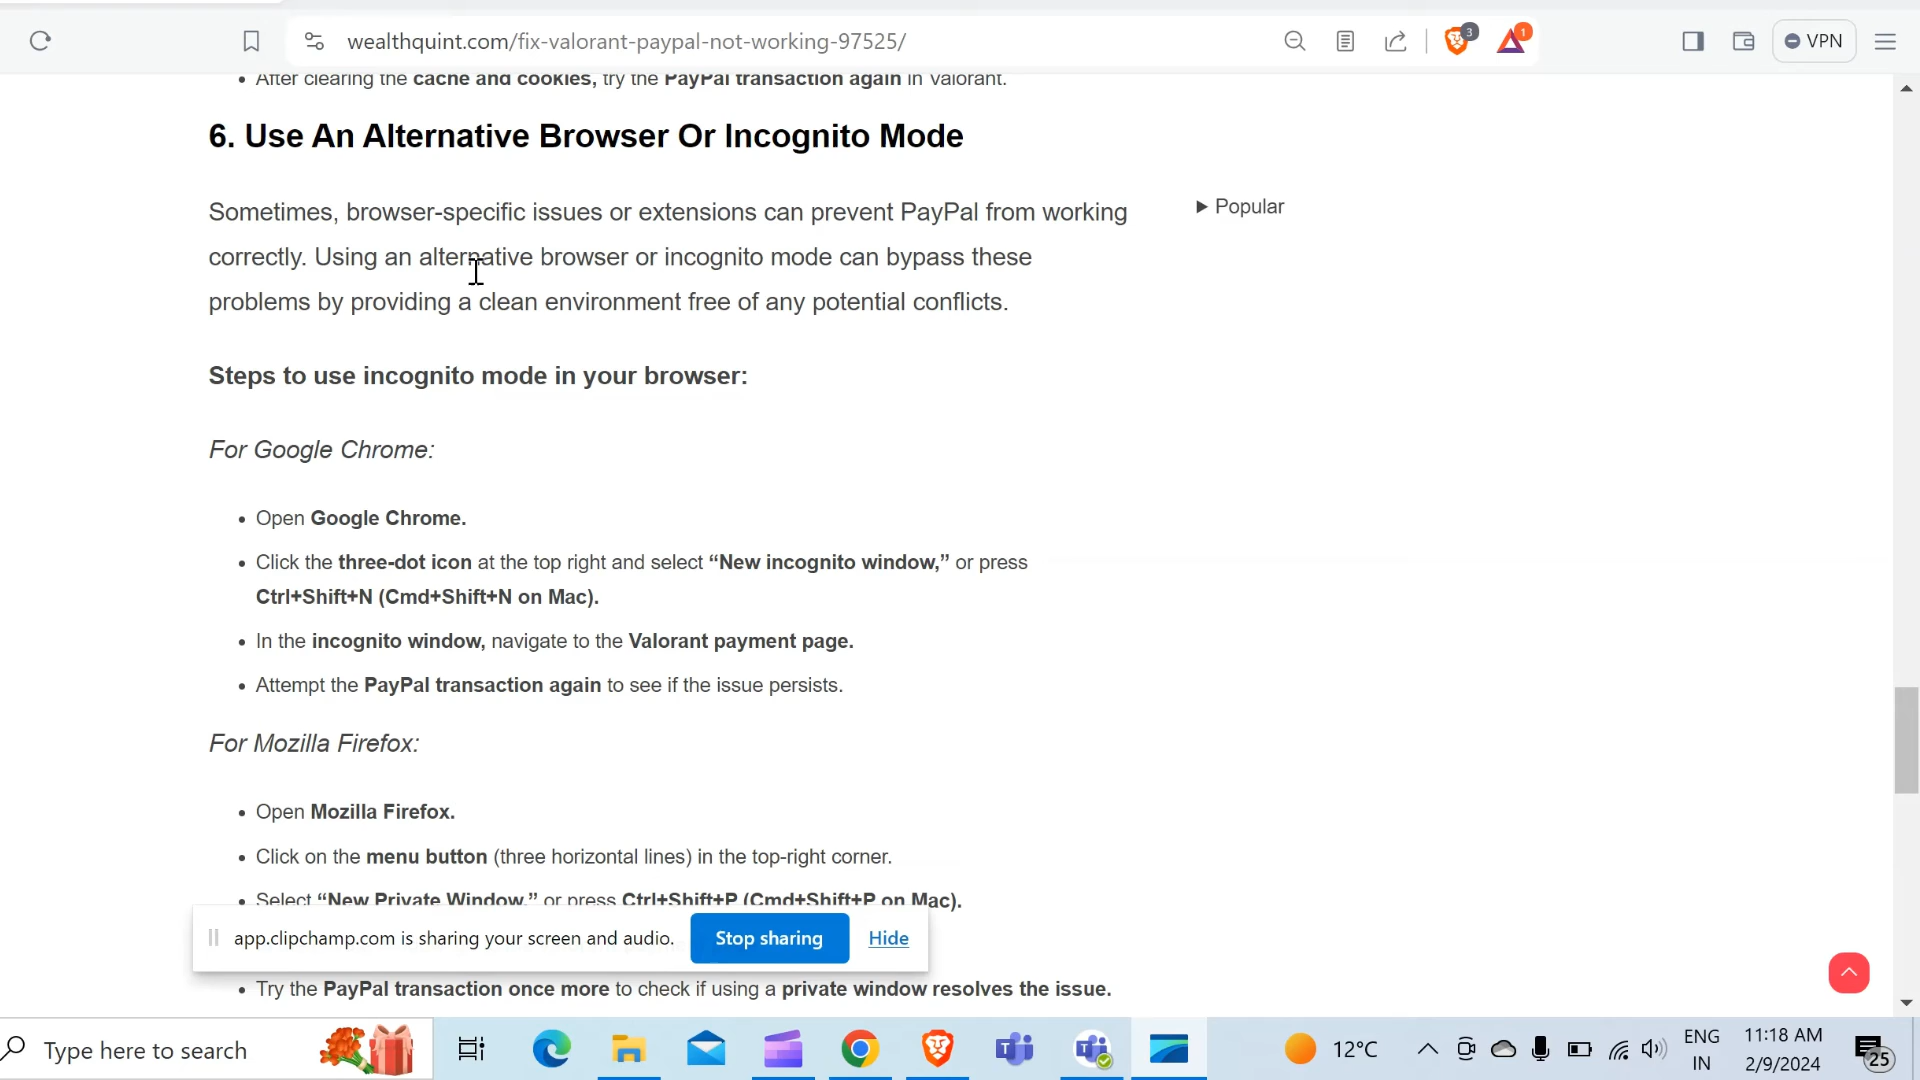 wealthquint.com/fix-valorant-paypal-not-working-97525/
3
1
VPN
• After clearing the cache and cookies, try the PayPal transaction again in Valorant.
6. Use An Alternative Browser Or Incognito Mode
Sometimes, browser-specific issues or extensions can prevent PayPal from working
correctly. Using an alternative browser or incognito mode can bypass these
problems by providing a clean environment free of any potential conflicts.
▶ Popular
Steps to use incognito mode in your browser:
For Google Chrome:
• Open Google Chrome.
• Click the three-dot icon at the top right and select “New incognito window,” or press
Ctrl+Shift+N (Cmd+Shift+N on Mac).
• In the incognito window, navigate to the Valorant payment page.
• Attempt the PayPal transaction again to see if the issue persists.
For Mozilla Firefox:
• Open Mozilla Firefox.
• Click on the menu button (three horizontal lines) in the top-right corner.
• Select “New Private Window,” or press Ctrl+Shift+P (Cmd+Shift+P on Mac).
app.clipchamp.com is sharing your screen and audio.
Stop sharing
Hide
• Try the PayPal transaction once more to check if using a private window resolves the issue.
Type here to search
12°C
ENG
IN
11:18 AM
2/9/2024
25